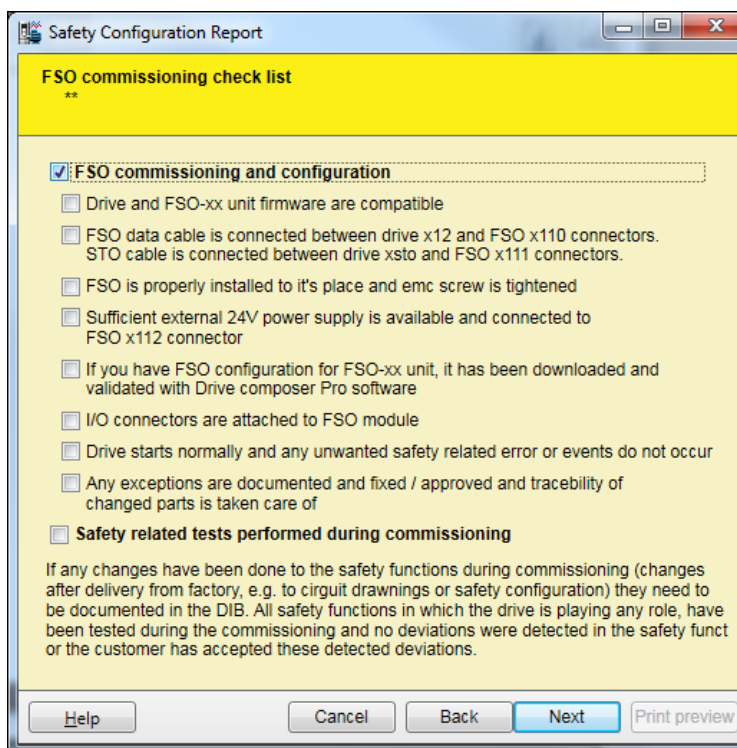 Safety Configuration Report
FSO commissioning check list
**
FSO commissioning and configuration
Drive and FSO-xx unit firmware are compatible
FSO data cable is connected between drive x12 and FSO x110 connectors.
STO cable is connected between drive xsto and FSO x111 connectors.
FSO is properly installed to it's place and emc screw is tightened
Sufficient external 24V power supply is available and connected to
FSO x112 connector
If you have FSO configuration for FSO-xx unit, it has been downloaded and
validated with Drive composer Pro software
I/O connectors are attached to FSO module
Drive starts normally and any unwanted safety related error or events do not occur
Any exceptions are documented and fixed / approved and tracebility of
changed parts is taken care of
Safety related tests performed during commissioning
If any changes have been done to the safety functions during commissioning (changes
after delivery from factory, e.g. to cirguit drawnings or safety configuration) they need to
be documented in the DIB. All safety functions in which the drive is playing any role, have
been tested during the commissioning and no deviations were detected in the safety funct
or the customer has accepted these detected deviations.
Help
Cancel
Back
Next
Print preview